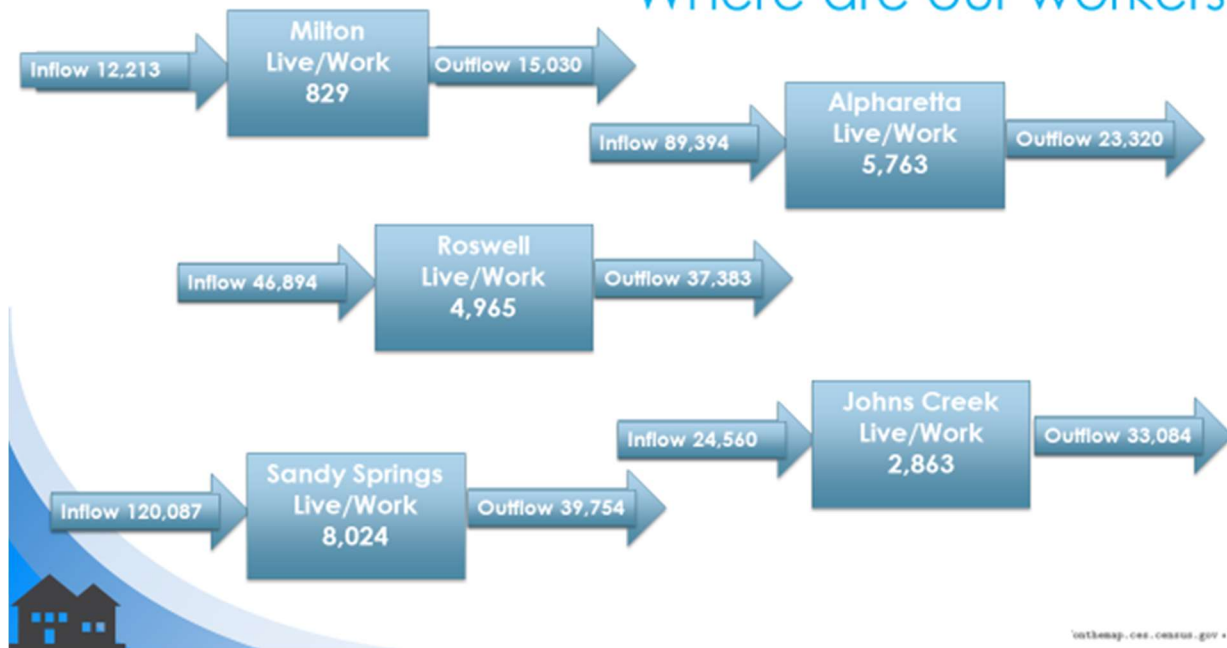 Where are our workers
Milton
Live/Work
829
Inflow 12,213
Outflow 15,030
Alpharetta
Live/Work
5,763
Inflow 89,394
Outflow 23,320
Roswell
Live/Work
4,965
Inflow 46,894
Outflow 37,383
Johns Creek
Live/Work
2,863
Inflow 24,560
Outflow 33,084
Sandy Springs
Live/Work
8,024
Inflow 120,087
Outflow 39,754
onthemap.ces.census.gov